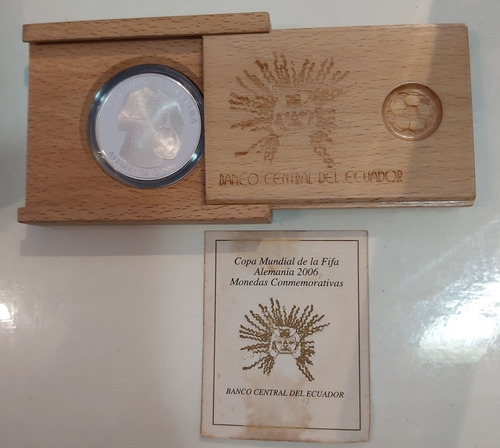 BANCO CENTRAL DEL ECUADOR
Copa Mundial de la Fifa
Alemania 2006
Monedas Conmemorativas
BANCO CENTRAL DEL ECUADOR